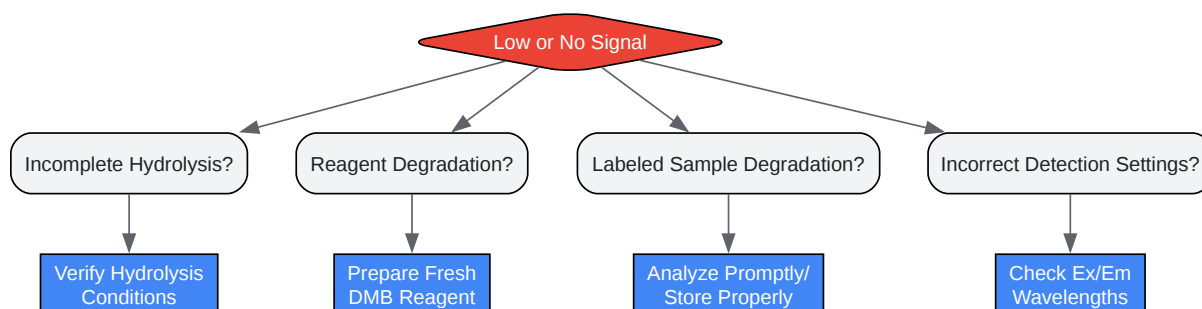 Low or No Signal
Incomplete Hydrolysis?
Reagent Degradation?
Labeled Sample Degradation?
Incorrect Detection Settings?
Verify Hydrolysis
Conditions
Prepare Fresh
DMB Reagent
Analyze Promptly/
Store Properly
Check Ex/Em
Wavelengths